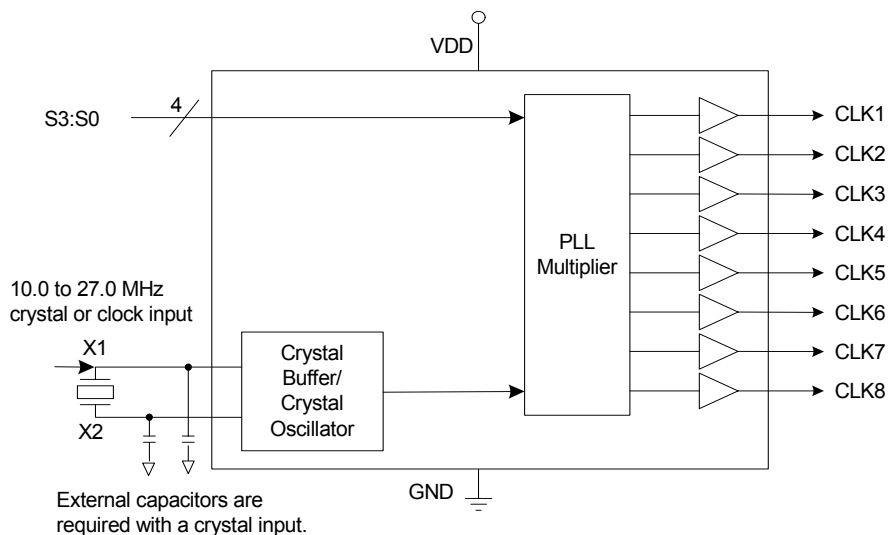 VDD
4
S3:S0
CLK1
CLK2
CLK3
CLK4
CLK5
CLK6
CLK7
CLK8
PLL
Multiplier
10.0 to 27.0 MHz
crystal or clock input
X1
X2
Crystal
Buffer/
Crystal
Oscillator
GND
External capacitors are
required with a crystal input.